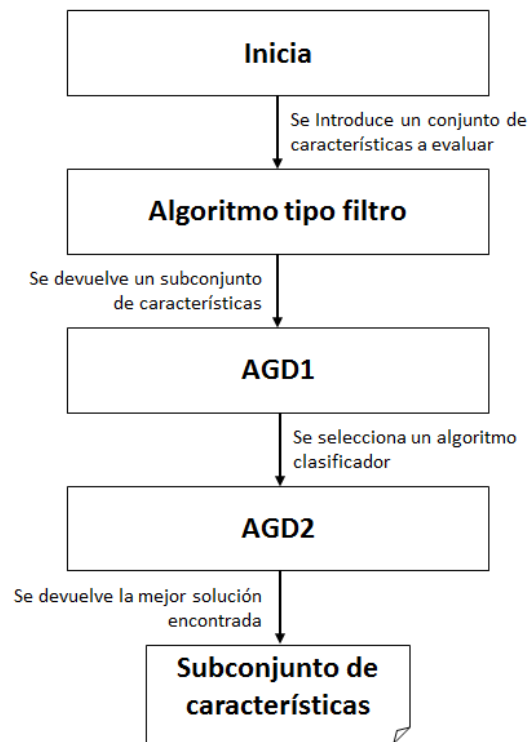 Inicia
Se Introduce un conjunto de
características a evaluar
Algoritmo tipo filtro
Se devuelve un subconjunto
de características
AGD1
Se selecciona un algoritmo
clasificador
AGD2
Se devuelve la mejor solución
encontrada
Subconjunto de
características